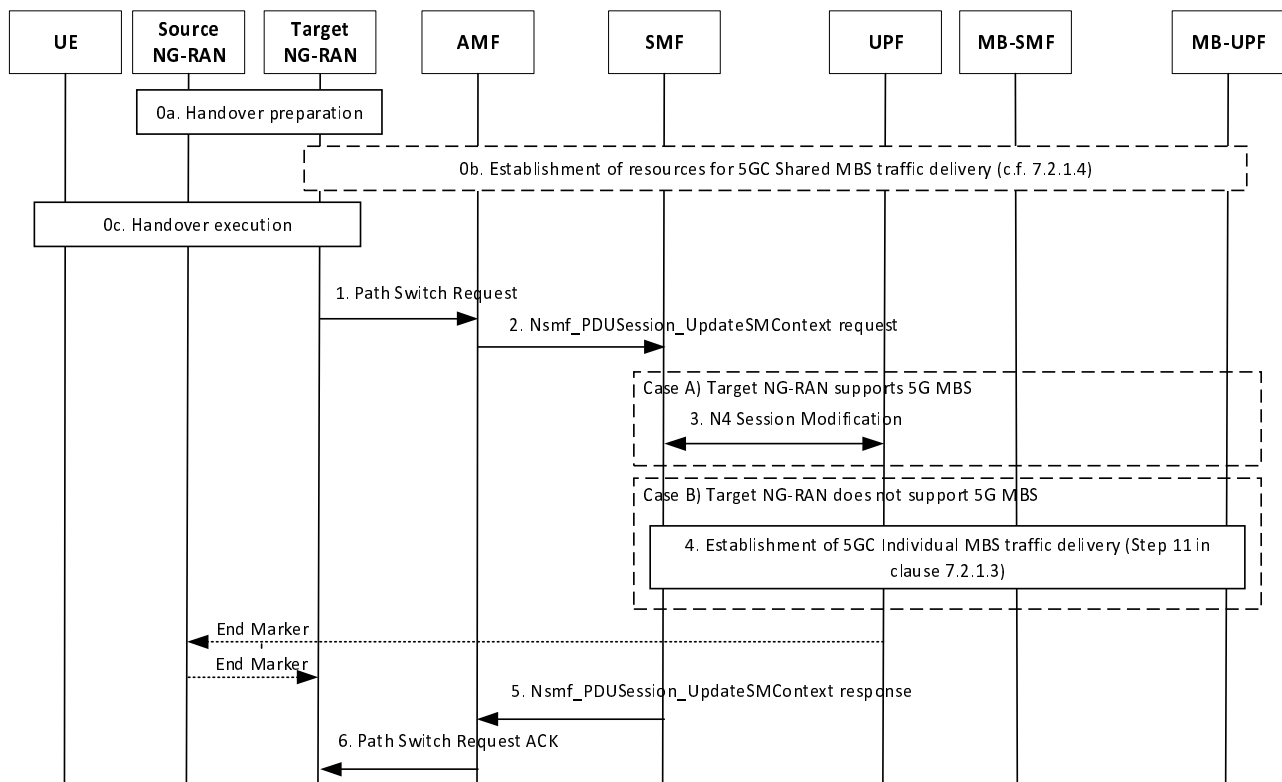 UE
Source
NG-RAN
Target
NG-RAN
AMF
SMF
UPF
MB-SMF
MB-UPF
0a. Handover preparation
0b. Establishment of resources for 5GC Shared MBS traffic delivery (c.f. 7.2.1.4)
0c. Handover execution
1. Path Switch Request
2. Nsmf_PDUSession_UpdateSMContext request
Case A) Target NG-RAN supports 5G MBS
3. N4 Session Modification
Case B) Target NG-RAN does not support 5G MBS
4. Establishment of 5GC Individual MBS traffic delivery (Step 11 in
clause 7.2.1.3)
End Marker
End Marker
5. Nsmf_PDUSession_UpdateSMContext response
6. Path Switch Request ACK